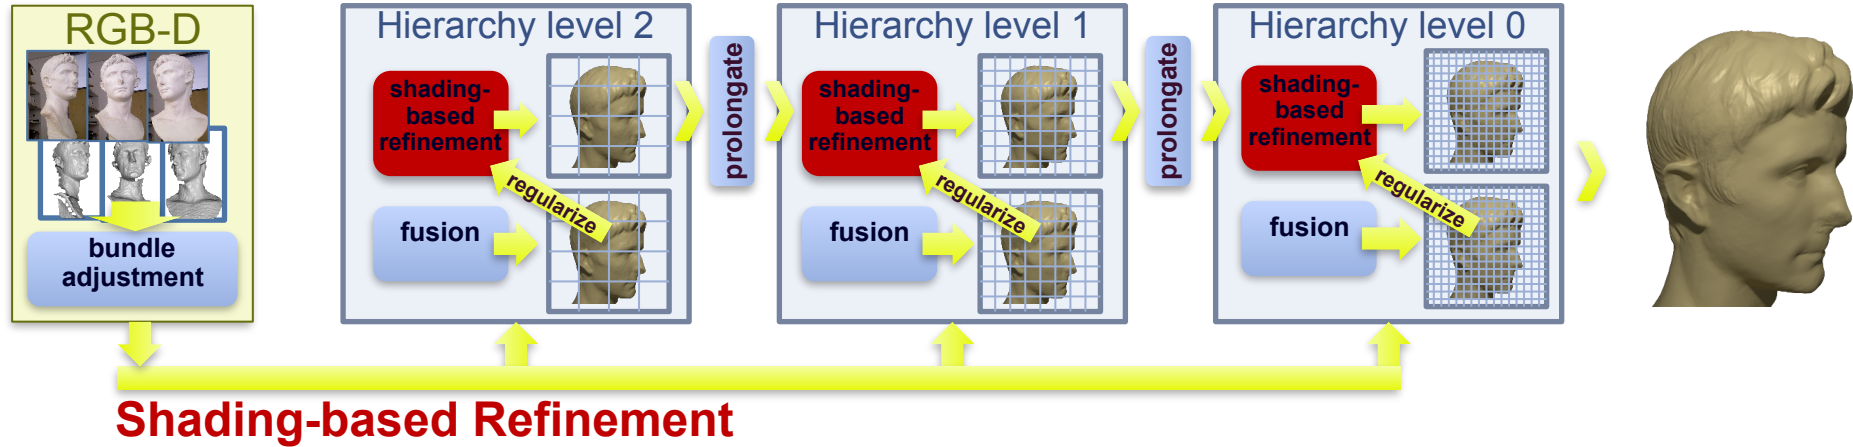 RGB-D
bundle
adjustment
Hierarchy level 2
shading-
based
refinement
regularize
fusion
prolongate
Hierarchy level 1
shading-
based
refinement
regularize
fusion
prolongate
Hierarchy level 0
shading-
based
refinement
regularize
fusion
Shading-based Refinement